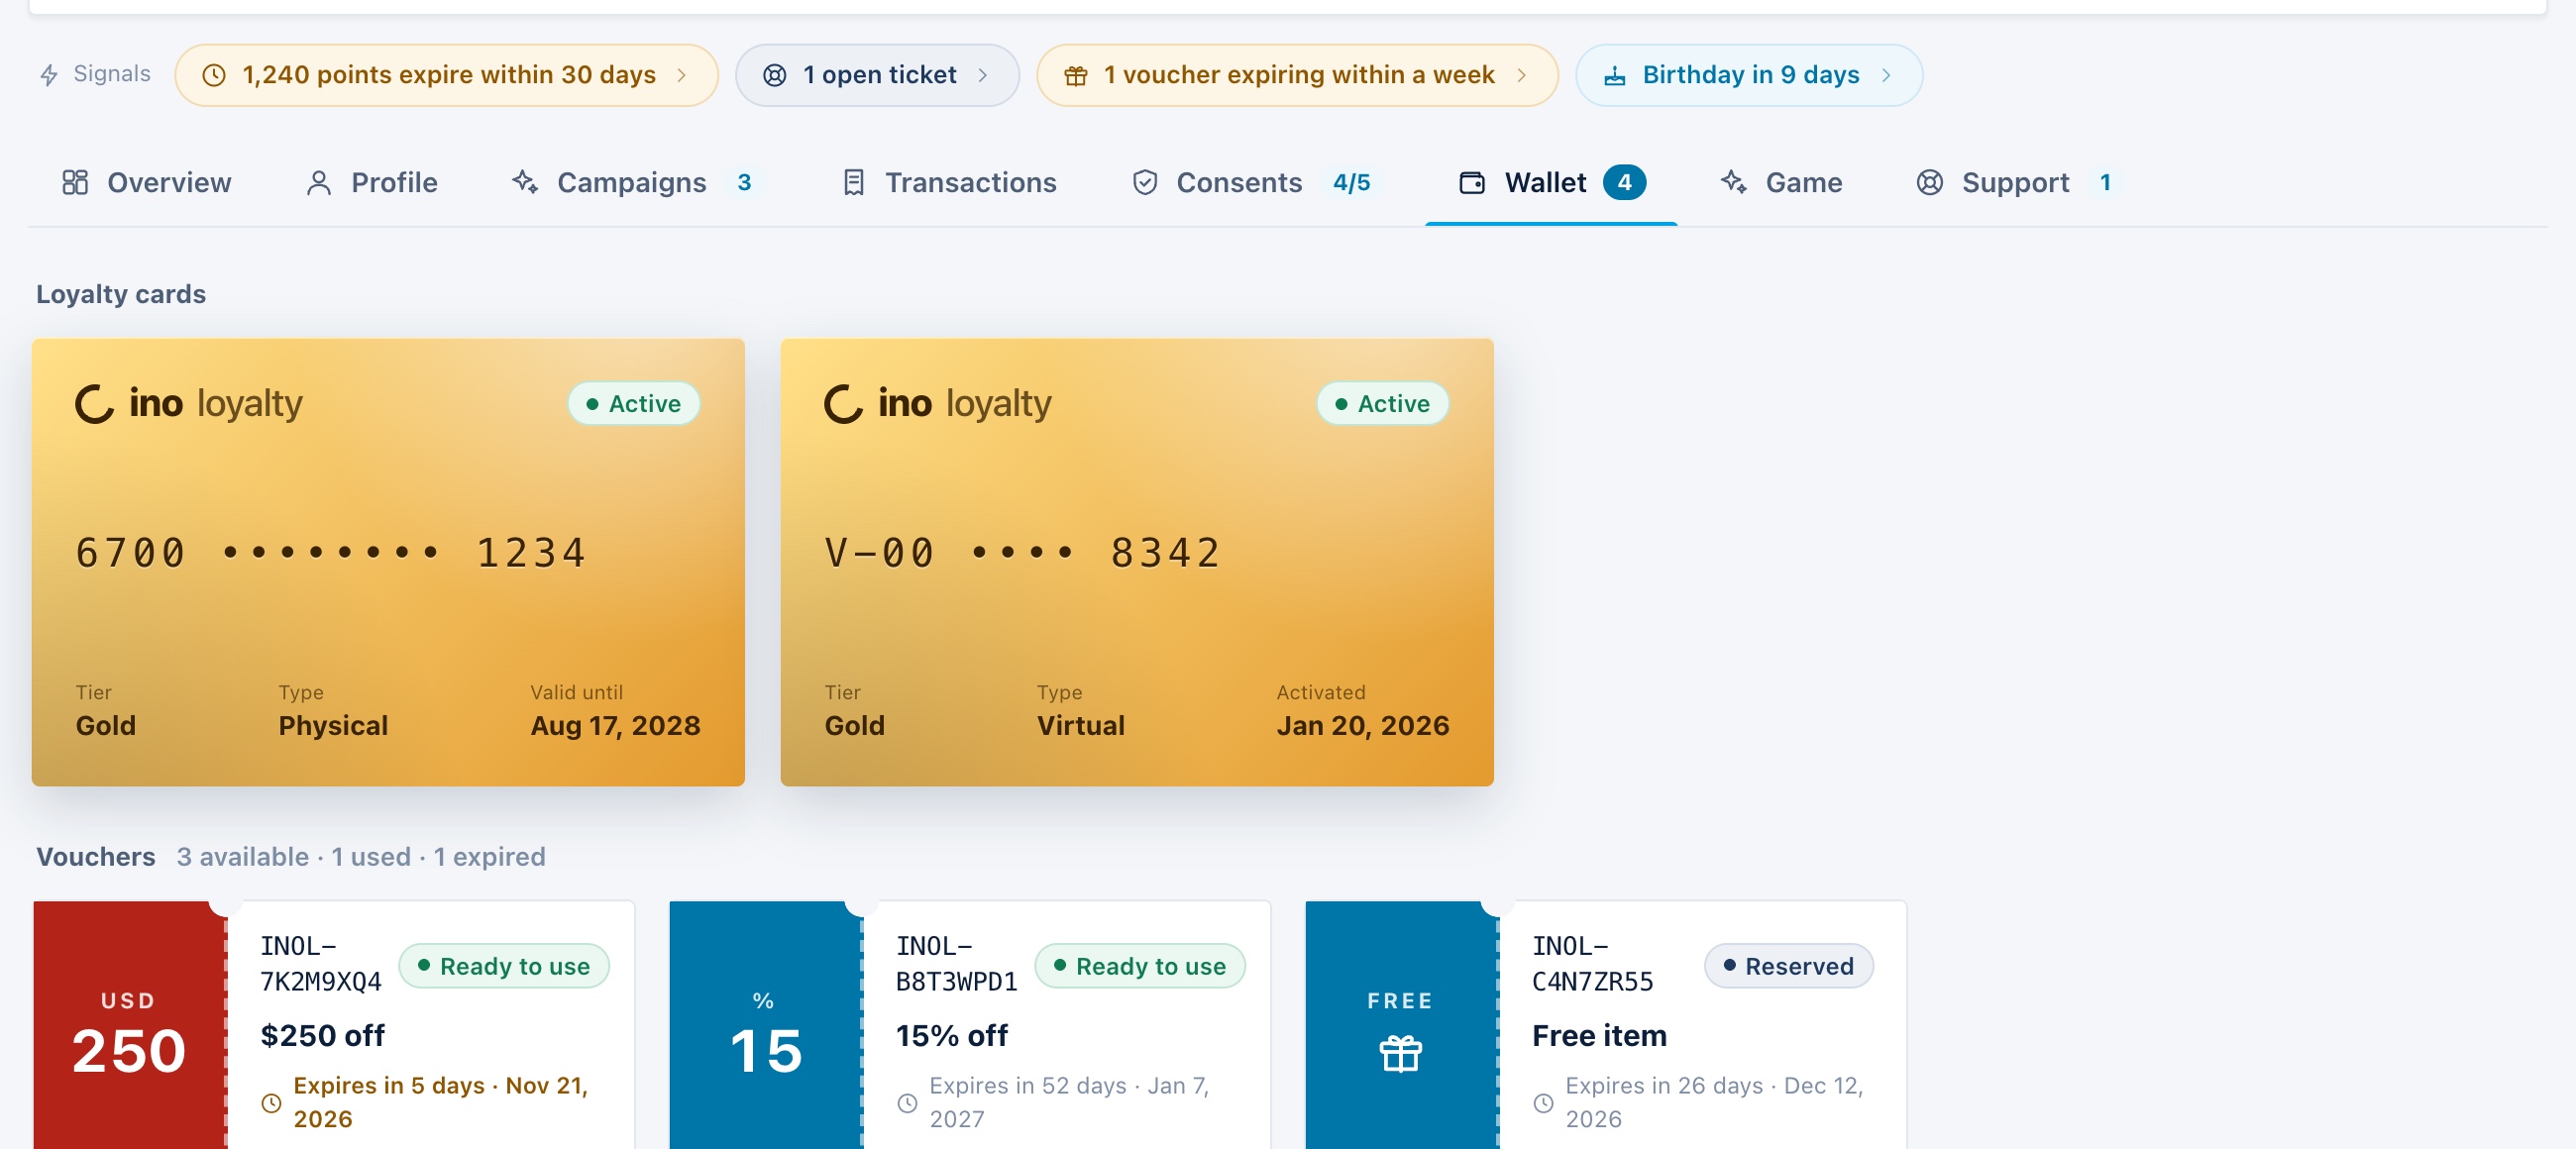 Signals
1,240 points expire within 30 days
1 open ticket
1 voucher expiring within a week
Birthday in 9 days
Overview
Profile
Campaigns 3
Transactions
Consents 4/5
Wallet 4
Game
Support 1
Loyalty cards
ino loyalty
Active
6700 •••••••• 1234
Tier
Gold
Type
Physical
Valid until
Aug 17, 2028
ino loyalty
Active
V-00 •••• 8342
Tier
Gold
Type
Virtual
Activated
Jan 20, 2026
Vouchers 3 available · 1 used · 1 expired
USD
250
INOL-
7K2M9XQ4
Ready to use
$250 off
Expires in 5 days · Nov 21,
2026
%
15
INOL-
B8T3WPD1
Ready to use
15% off
Expires in 52 days · Jan 7,
2027
FREE
INOL-
C4N7ZR55
Reserved
Free item
Expires in 26 days · Dec 12,
2026